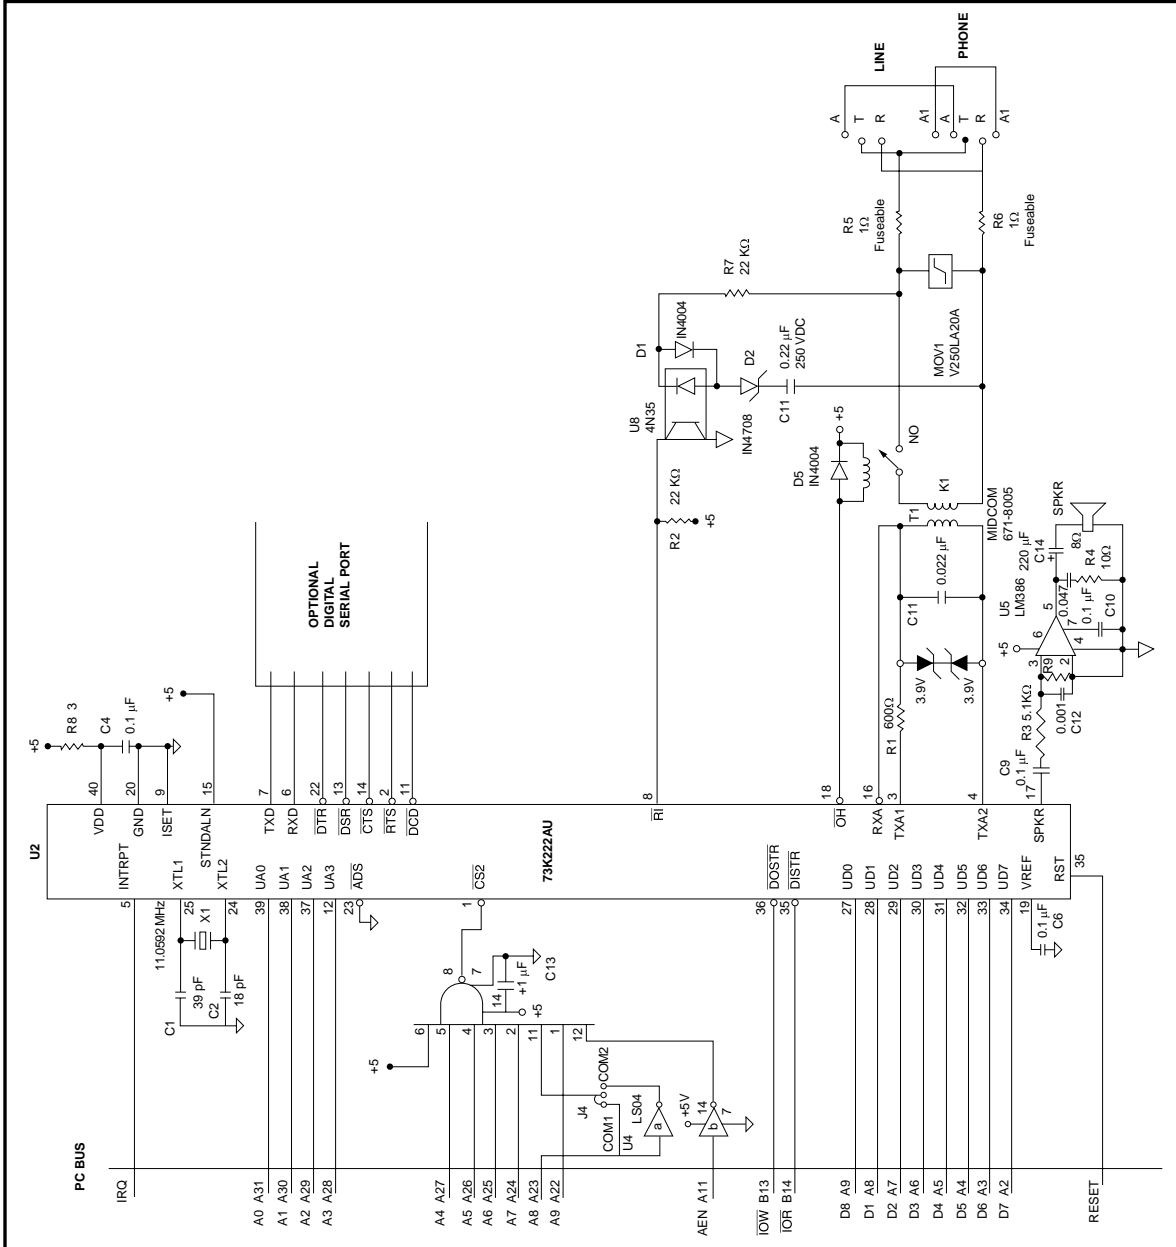 LINE
PHONE
A
T
R
A1
A
T
R
A1
R5
1Ω
Fuseable
R6
1Ω
Fuseable
R7
22 KΩ
MOV1
V250LA20A
D1
IN4004
D2
0.22 µF
250 VDC
C11
IN4708
U8
4N35
R2
22 KΩ
+5
D5
IN4004
+5
NO
K1
T1
MIDCOM
671-8005
0.022 µF
C11
3.9V
3.9V
R1
600Ω
SPKR
8Ω
220 µF
C14
+
R4
10Ω
U5
LM386
0.047
0.1 µF
C10
+5
6
5
7
4
3
2
R9
R3 5.1KΩ
0.001
C12
C9
0.1 µF
OPTIONAL
DIGITAL
SERIAL PORT
+5
+5
R8 3
C4
0.1 µF
40
20
9
15
7
6
22
13
14
2
11
8
18
16
3
4
17
U2
VDD
GND
ISET
STNDALN
TXD
RXD
DTR
DSR
CTS
RTS
DCD
RI
OH
RXA
TXA1
TXA2
SPKR
73K222AU
INTRPT
XTL1
XTL2
UA0
UA1
UA2
UA3
ADS
CS2
DOSTR
DISTR
UD0
UD1
UD2
UD3
UD4
UD5
UD6
UD7
VREF
RST
5
25
24
39
38
37
12
23
1
36
35
27
28
29
30
31
32
33
34
19
35
11.0592 MHz
X1
C1
39 pF
C2
18 pF
0.1 µF
C6
8
7
14
+1 µF
C13
+5
+5
6
5
4
3
2
11
1
12
J4
COM2
COM1
U4
LS04
a
+5V
14
b
7
PC BUS
IRQ
A0 A31
A1 A30
A2 A29
A3 A28
A4 A27
A5 A26
A6 A25
A7 A24
A8 A23
A9 A22
AEN A11
IOW B13
IOR B14
D8 A9
D1 A8
D2 A7
D3 A6
D4 A5
D5 A4
D6 A3
D7 A2
RESET